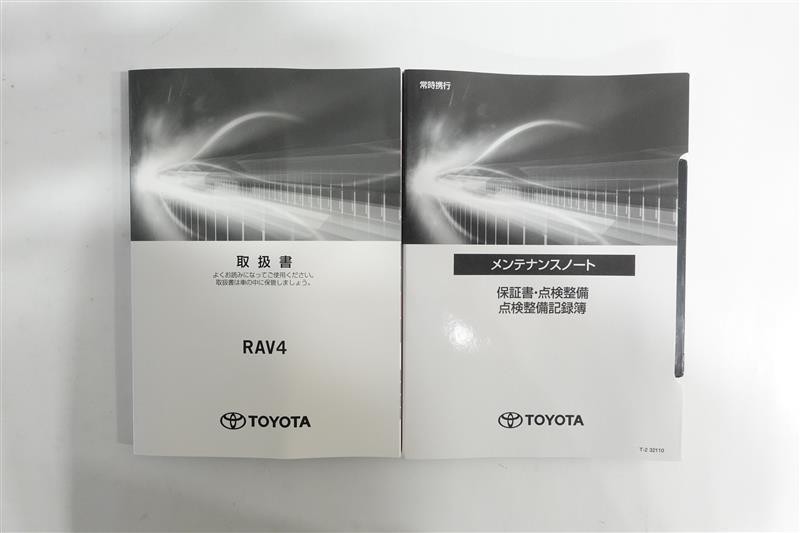 取扱書
よくお読みになってご使用ください。
取扱書は車の中に保管しましょう。
RAV4
TOYOTA
常時携行
メンテナンスノート
保証書・点検整備
点検整備記録簿
TOYOTA
T-2 32110